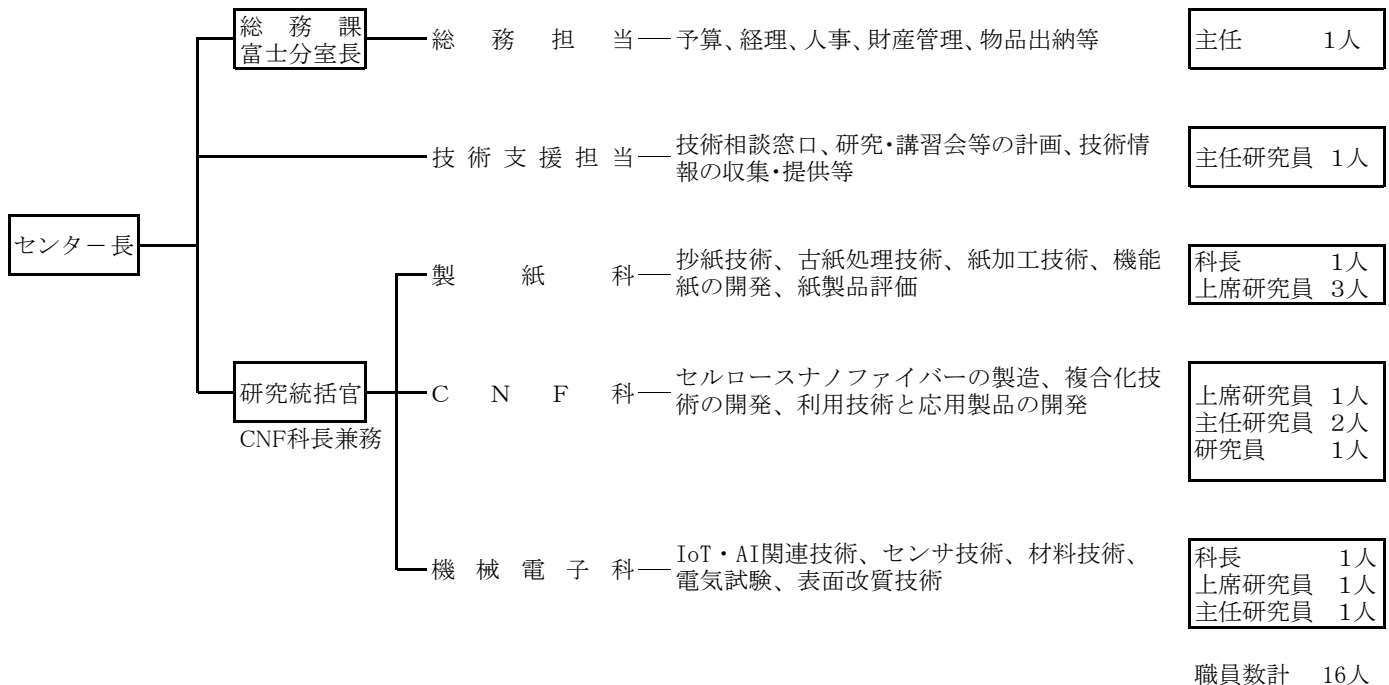 総務課
富士分室長
総務担当
予算、経理、人事、財産管理、物品出納等
主任 1人
技術支援担当
技術相談窓口、研究・講習会等の計画、技術情
報の収集・提供等
主任研究員 1人
センター長
製紙科
抄紙技術、古紙処理技術、紙加工技術、機能
紙の開発、紙製品評価
科長 1人
上席研究員 3人
研究統括官
CNF科長兼務
CNF科
セルロースナノファイバーの製造、複合化技
術の開発、利用技術と応用製品の開発
上席研究員 1人
主任研究員 2人
研究員 1人
機械電子科
IoT・AI関連技術、センサ技術、材料技術、
電気試験、表面改質技術
科長 1人
上席研究員 1人
主任研究員 1人
職員数計 16人